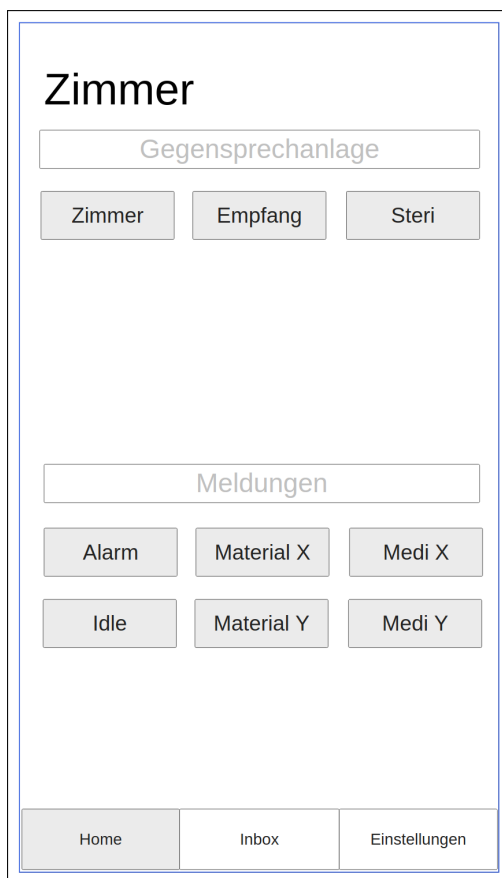 Zimmer
Gegensprechanlage
Zimmer Empfang Steri
Meldungen
Alarm Material X Medi X
Idle Material Y Medi Y
Home Inbox Einstellungen